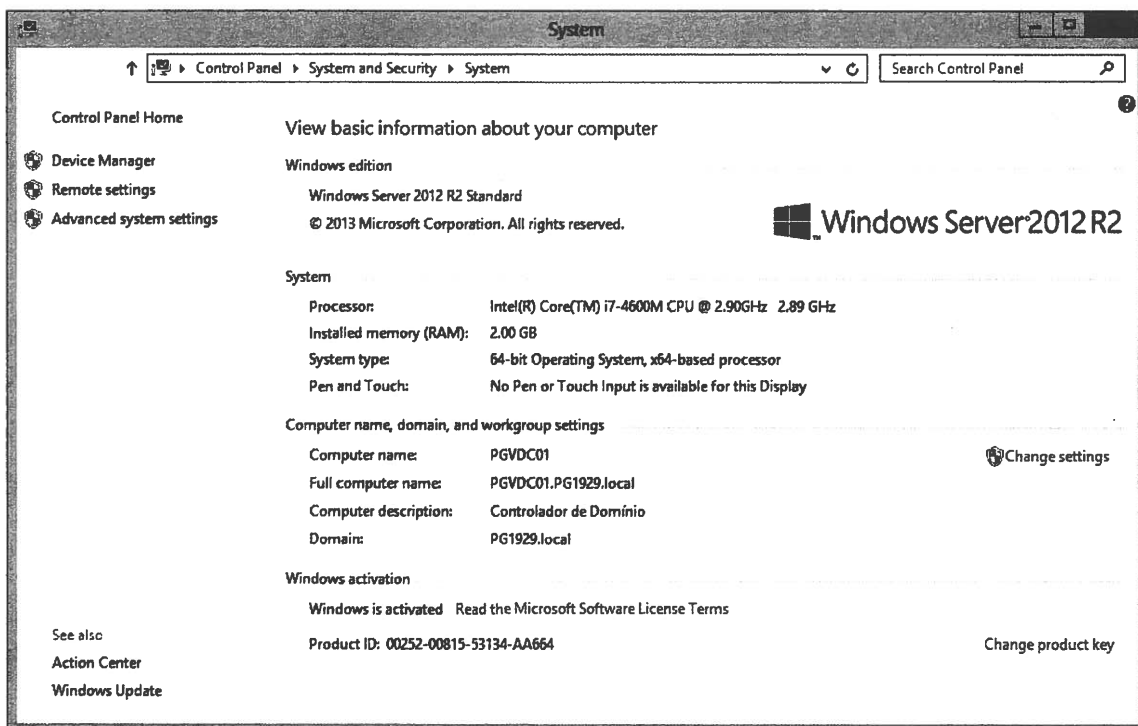 System
Control Panel ▸ System and Security ▸ System
Search Control Panel
Control Panel Home
Device Manager
Remote settings
Advanced system settings
View basic information about your computer
Windows edition
Windows Server 2012 R2 Standard
© 2013 Microsoft Corporation. All rights reserved.
Windows Server 2012 R2
System
Processor: Intel(R) Core(TM) i7-4600M CPU @ 2.90GHz 2.89 GHz
Installed memory (RAM): 2.00 GB
System type: 64-bit Operating System, x64-based processor
Pen and Touch: No Pen or Touch Input is available for this Display
Computer name, domain, and workgroup settings
Computer name: PGVDC01
Change settings
Full computer name: PGVDC01.PG1929.local
Computer description: Controlador de Domínio
Domain: PG1929.local
Windows activation
Windows is activated Read the Microsoft Software License Terms
Product ID: 00252-00815-53134-AA664
Change product key
See also
Action Center
Windows Update